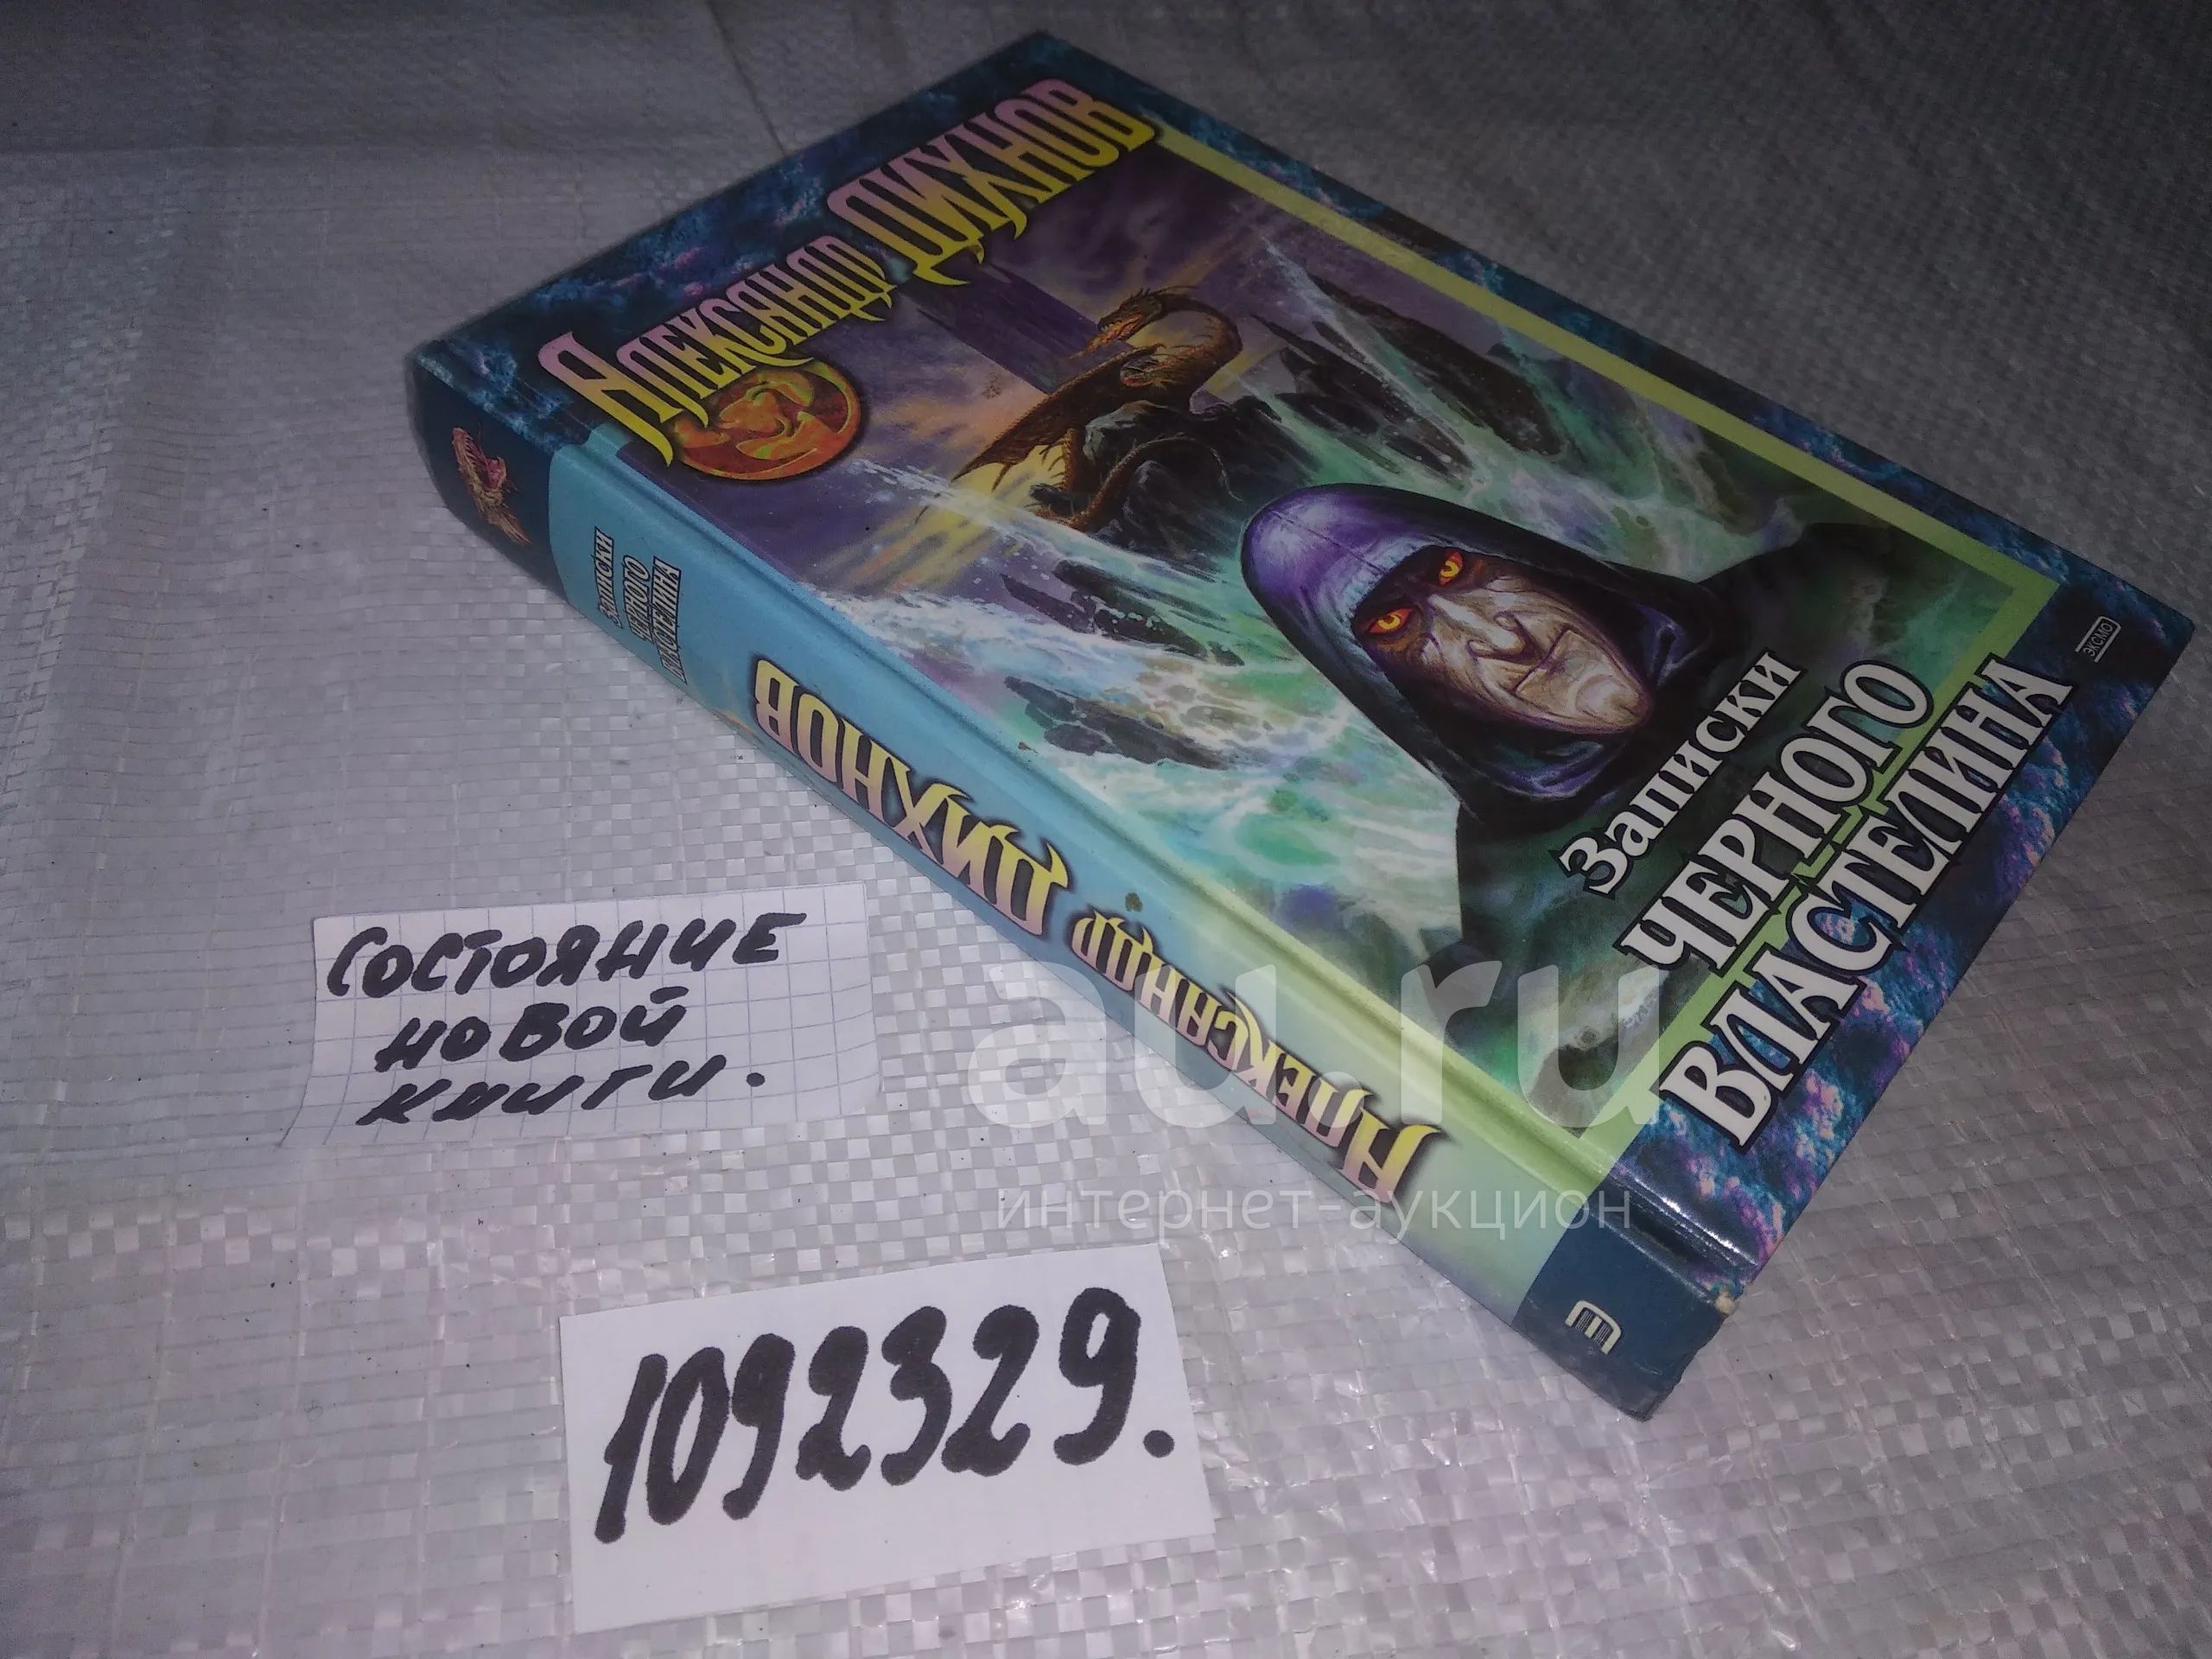 Александр Дихнов
Записки
ЧЕРНОГО
ВЛАСТЕЛИНА
ЭКСМО
ЗАПИСКИ
ЧЕРНОГО
ВЛАСТЕЛИНА
Александр Дихнов
Э
СОСТОЯНИЕ
НОВОЙ
КНИГИ.
1092329.
au.ru
интернет-аукцион